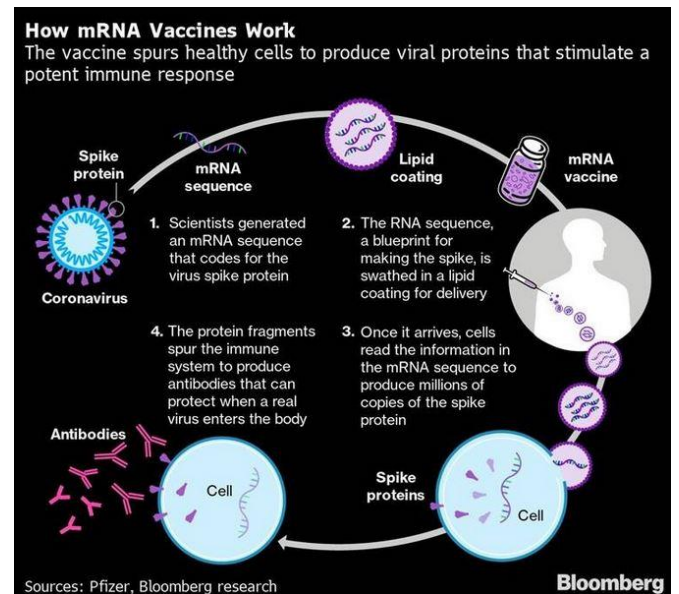 How mRNA Vaccines Work
The vaccine spurs healthy cells to produce viral proteins that stimulate a
potent immune response
Spike
protein
mRNA
sequence
Lipid
coating
mRNA
vaccine
Coronavirus
1. Scientists generated
an mRNA sequence
that codes for the
virus spike protein
2. The RNA sequence,
a blueprint for
making the spike, is
swathed in a lipid
coating for delivery
3. Once it arrives, cells
read the information in
the mRNA sequence to
produce millions of
copies of the spike
protein
4. The protein fragments
spur the immune
system to produce
antibodies that can
protect when a real
virus enters the body
Antibodies
Cell
Spike
proteins
Cell
Sources: Pfizer, Bloomberg research
Bloomberg